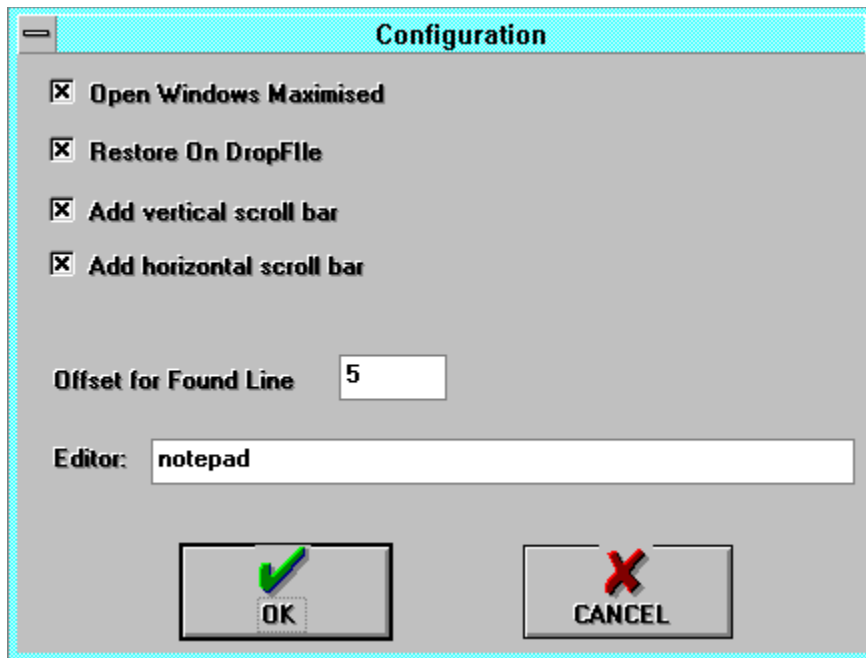 Configuration
Open Windows Maximised
Restore On DropFIle
Add vertical scroll bar
Add horizontal scroll bar
Offset for Found Line 5
Editor: notepad
OK CANCEL